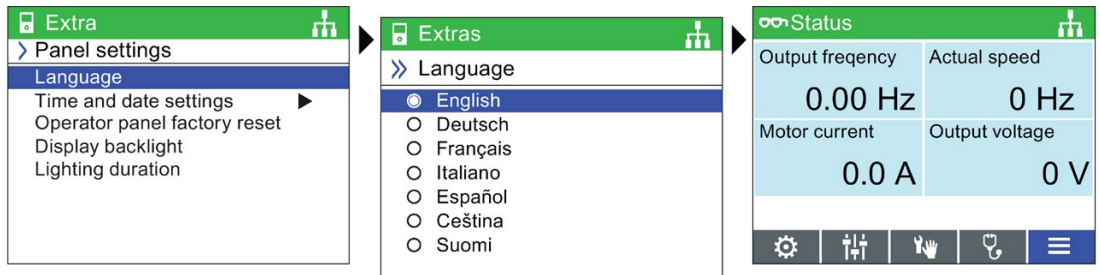 Extra
Panel settings
Language
Time and date settings
Operator panel factory reset
Display backlight
Lighting duration
Extras
Language
English
Deutsch
Français
Italiano
Español
Ceština
Suomi
Status
Output freqency
Actual speed
0.00 Hz
0 Hz
Motor current
Output voltage
0.0 A
0 V